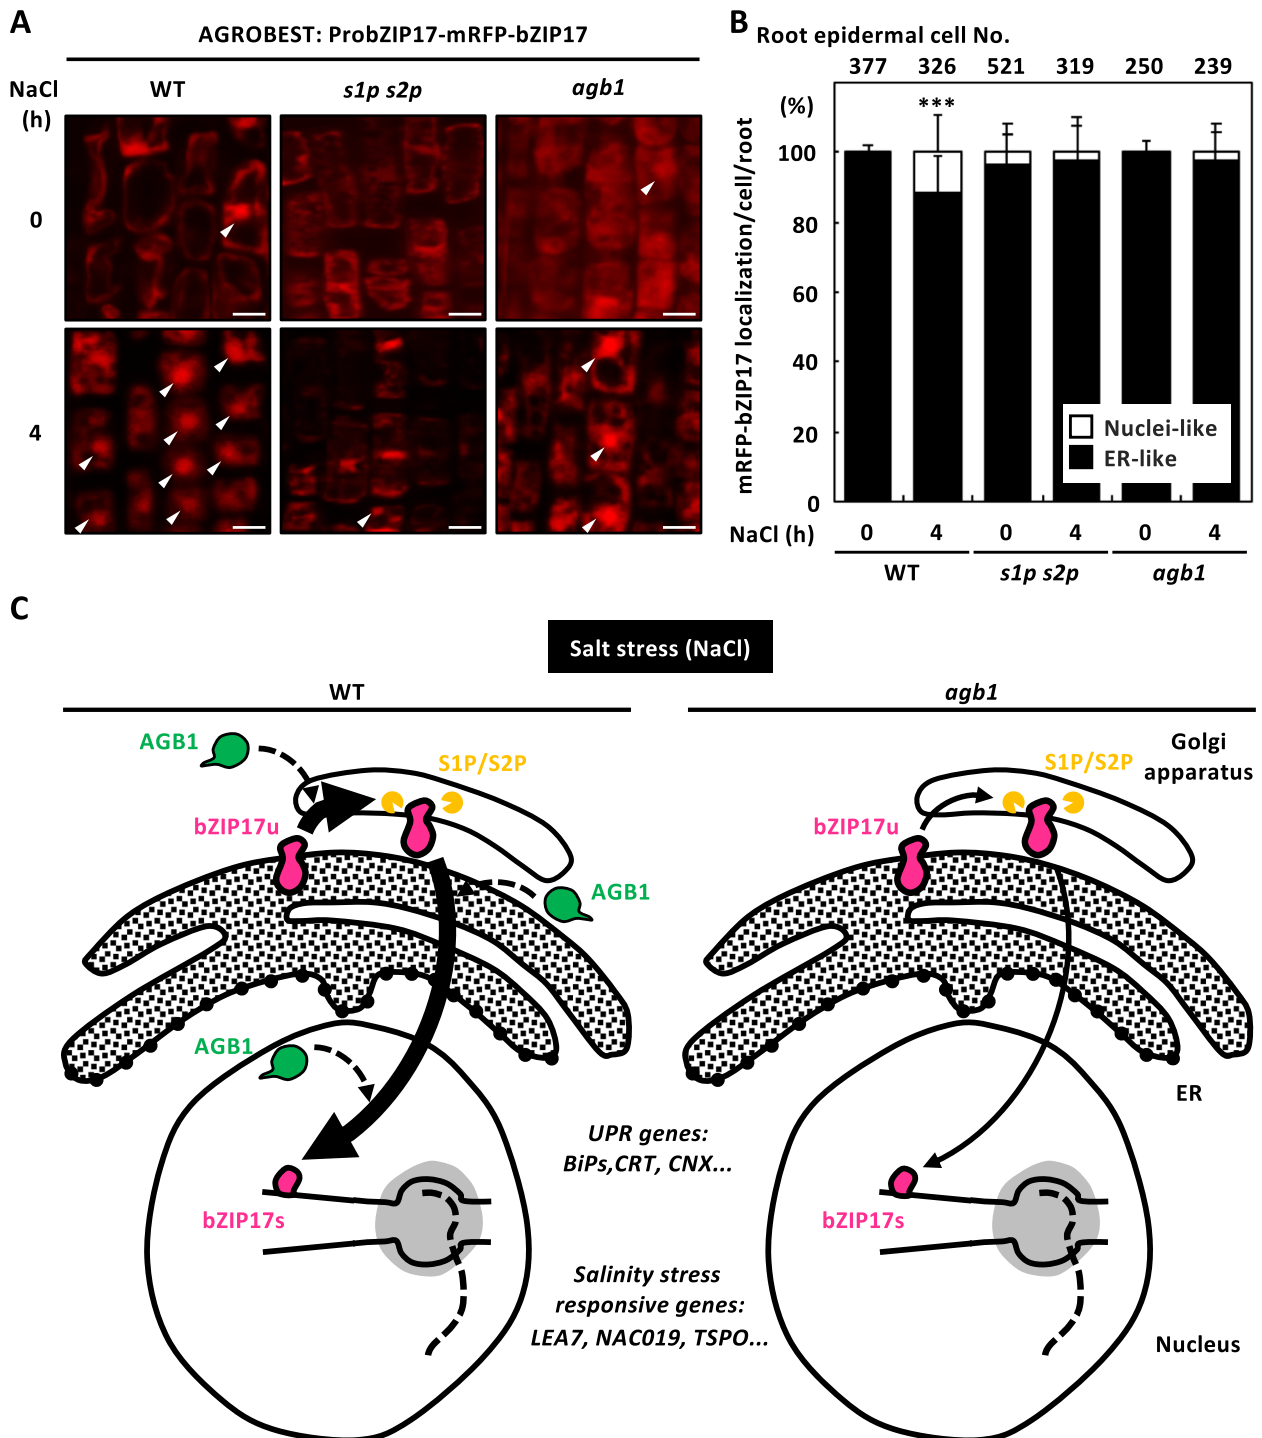 A
AGROBEST: ProbZIP17-mRFP-bZIP17
NaCl (h)
WT
s1p s2p
agb1
0
4
B
Root epidermal cell No.
377 326 521 319 250 239
(%)
***
mRFP-bZIP17 localization/cell/root
100
80
60
40
20
0
Nuclei-like
ER-like
NaCl (h) 0 4 0 4 0 4
WT s1p s2p agb1
C
Salt stress (NaCl)
WT
agb1
AGB1
S1P/S2P
bZIP17u
AGB1
AGB1
bZIP17s
UPR genes:
BiPs,CRT, CNX...
Salinity stress
responsive genes:
LEA7, NAC019, TSPO...
Golgi
apparatus
S1P/S2P
bZIP17u
ER
bZIP17s
Nucleus